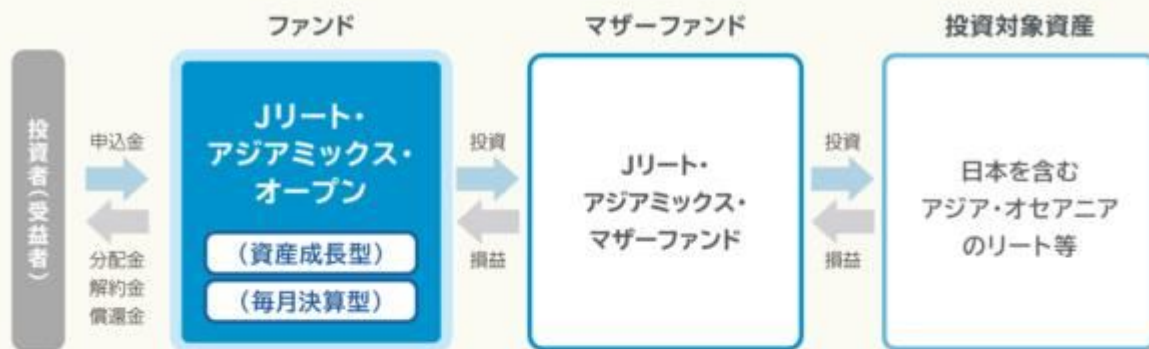 ファンド
マザーファンド
投資対象資産
投資者(受益者)
申込金
分配金
解約金
償還金
Jリート・
アジアミックス・
オープン
(資産成長型)
(毎月決算型)
投資
損益
Jリート・
アジアミックス・
マザーファンド
投資
損益
日本を含む
アジア・オセアニア
のリート等